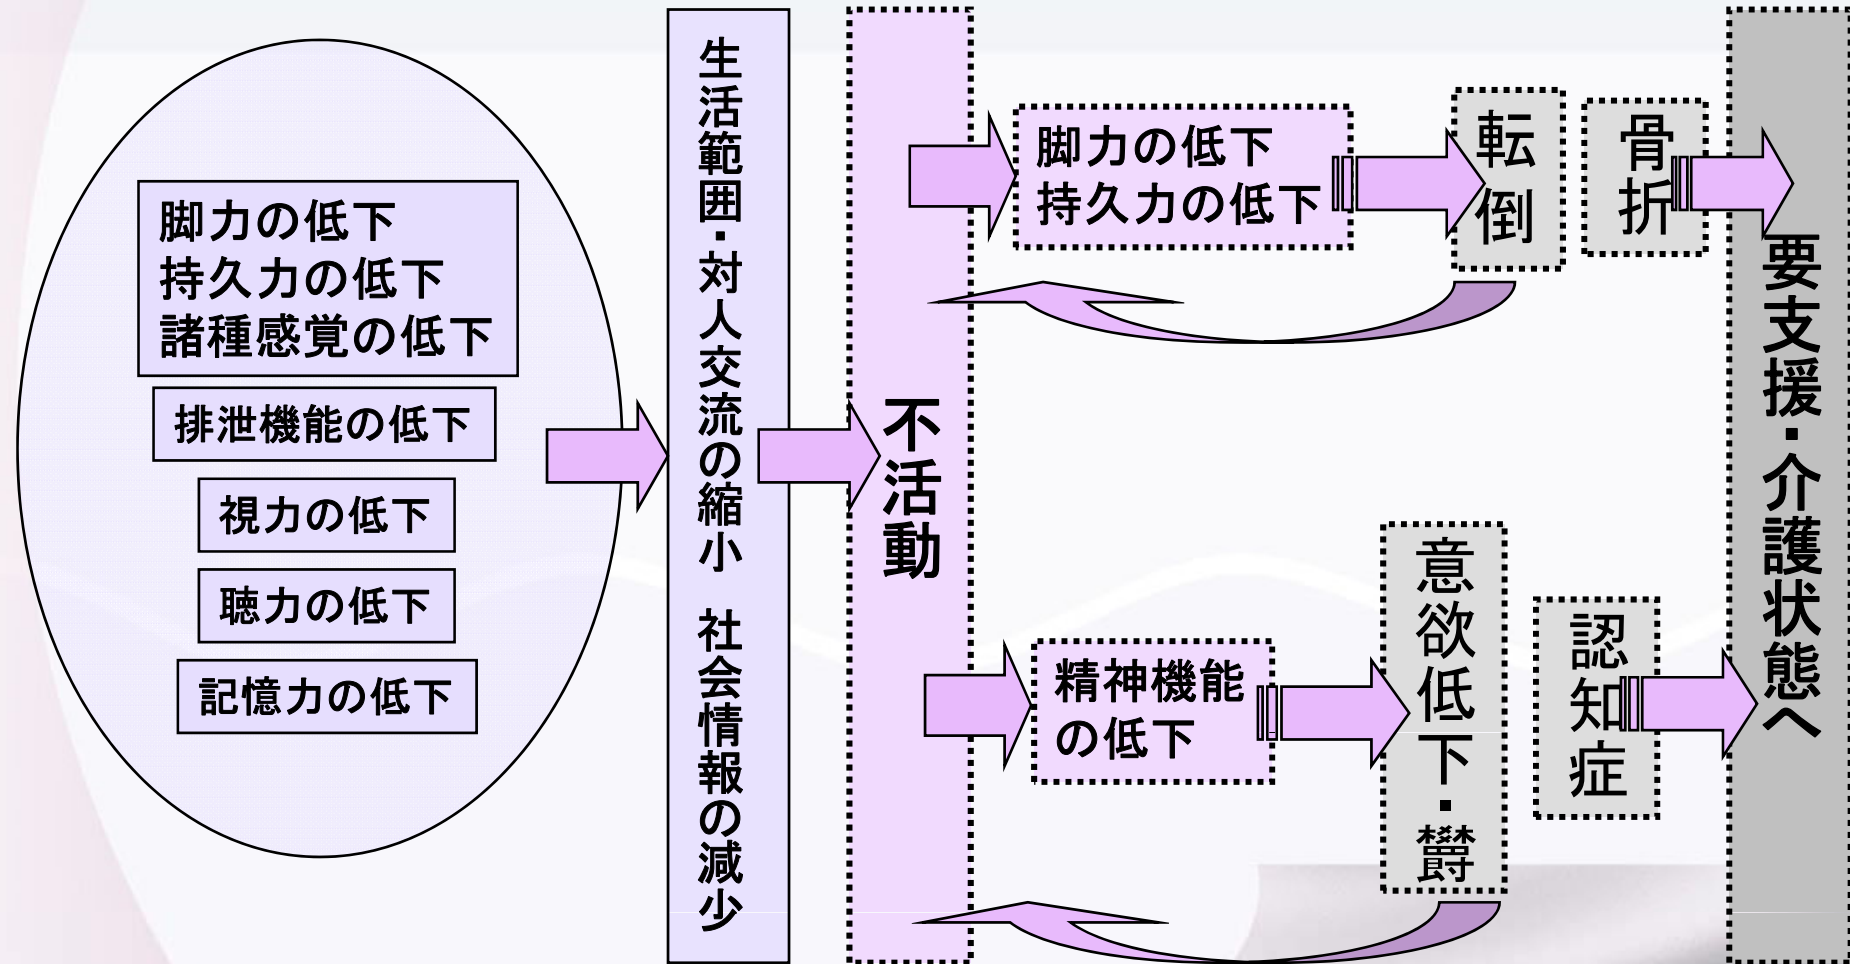 脚力の低下
持久力の低下
諸種感覚の低下
排泄機能の低下
視力の低下
聴力の低下
記憶力の低下
生活範囲・対人交流の縮小 社会情報の減少
不活動
脚力の低下
持久力の低下
転倒
骨折
精神機能
の低下
意欲低下・欝
認知症
要支援・介護状態へ